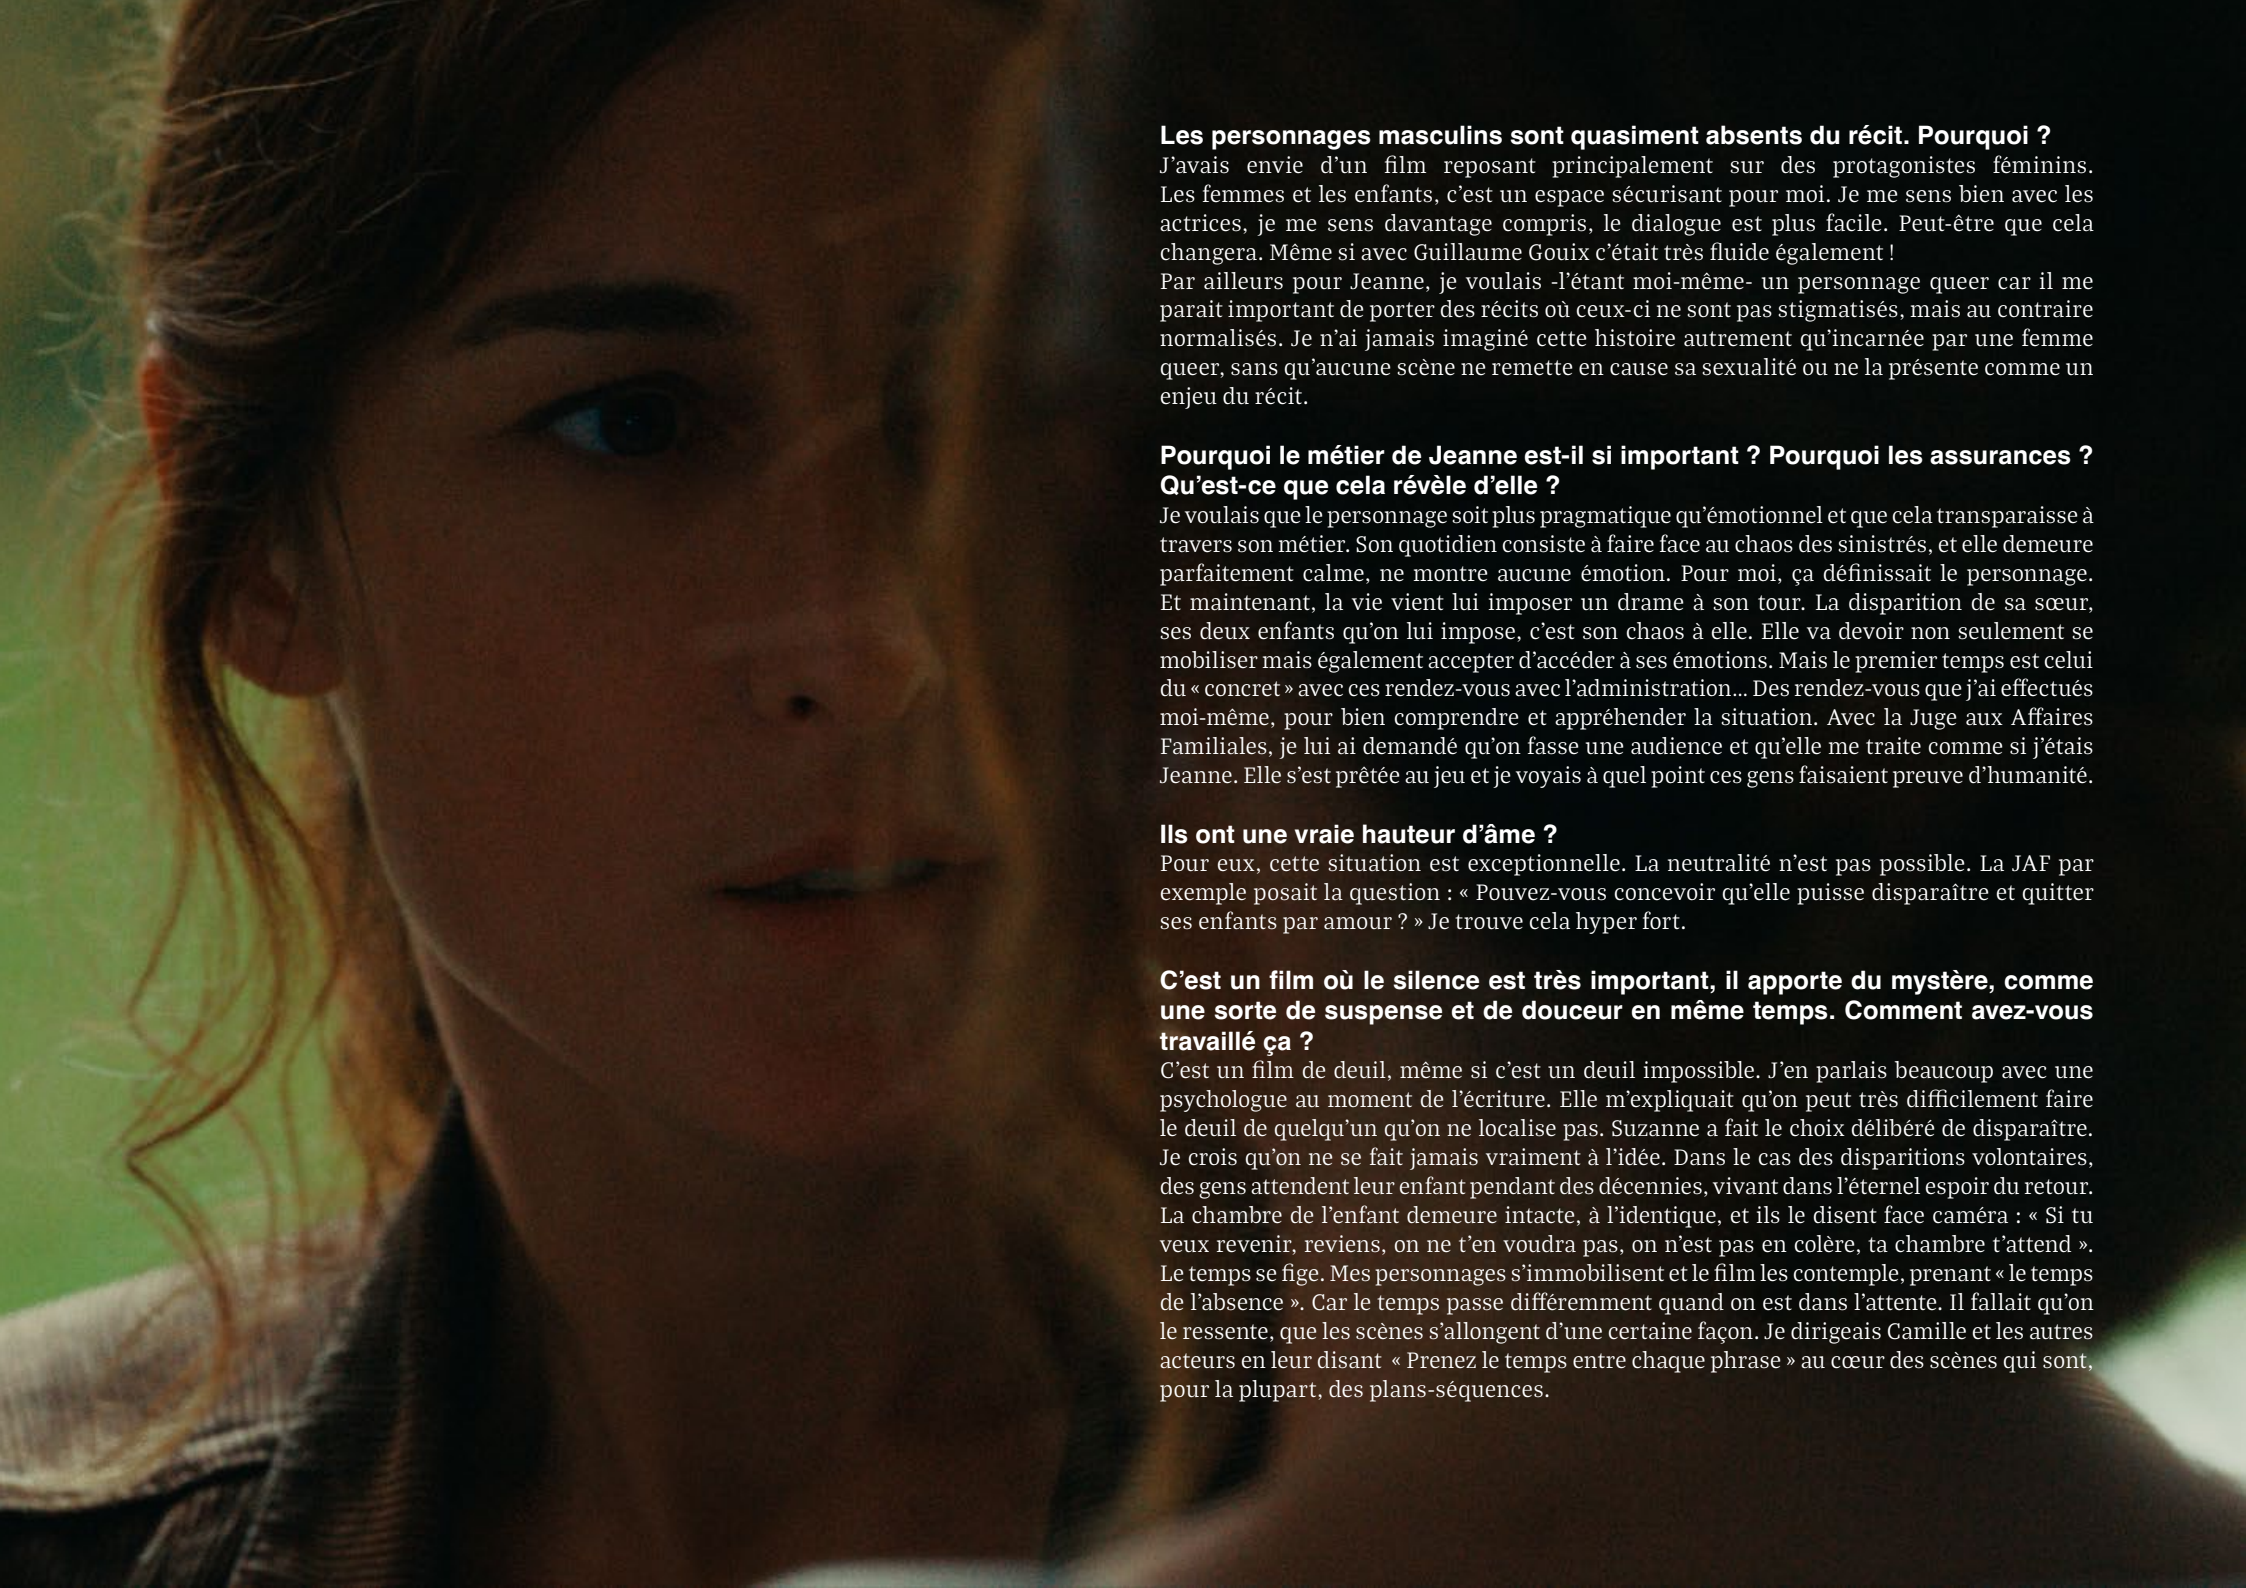 Les personnages masculins sont quasiment absents du récit. Pourquoi ?
J’avais envie d’un film reposant principalement sur des protagonistes féminins.
Les femmes et les enfants, c’est un espace sécurisant pour moi. Je me sens bien avec les
actrices, je me sens davantage compris, le dialogue est plus facile. Peut-être que cela
changera. Même si avec Guillaume Gouix c’était très fluide également !
Par ailleurs pour Jeanne, je voulais -l’étant moi-même- un personnage queer car il me
parait important de porter des récits où ceux-ci ne sont pas stigmatisés, mais au contraire
normalisés. Je n’ai jamais imaginé cette histoire autrement qu’incarnée par une femme
queer, sans qu’aucune scène ne remette en cause sa sexualité ou ne la présente comme un
enjeu du récit.
Pourquoi le métier de Jeanne est-il si important ? Pourquoi les assurances ?
Qu’est-ce que cela révèle d’elle ?
Je voulais que le personnage soit plus pragmatique qu’émotionnel et que cela transparaisse à
travers son métier. Son quotidien consiste à faire face au chaos des sinistrés, et elle demeure
parfaitement calme, ne montre aucune émotion. Pour moi, ça définissait le personnage.
Et maintenant, la vie vient lui imposer un drame à son tour. La disparition de sa sœur,
ses deux enfants qu’on lui impose, c’est son chaos à elle. Elle va devoir non seulement se
mobiliser mais également accepter d’accéder à ses émotions. Mais le premier temps est celui
du « concret » avec ces rendez-vous avec l’administration... Des rendez-vous que j’ai effectués
moi-même, pour bien comprendre et appréhender la situation. Avec la Juge aux Affaires
Familiales, je lui ai demandé qu’on fasse une audience et qu’elle me traite comme si j’étais
Jeanne. Elle s’est prêtée au jeu et je voyais à quel point ces gens faisaient preuve d’humanité.
Ils ont une vraie hauteur d’âme ?
Pour eux, cette situation est exceptionnelle. La neutralité n’est pas possible. La JAF par
exemple posait la question : « Pouvez-vous concevoir qu’elle puisse disparaître et quitter
ses enfants par amour ? » Je trouve cela hyper fort.
C’est un film où le silence est très important, il apporte du mystère, comme
une sorte de suspense et de douceur en même temps. Comment avez-vous
travaillé ça ?
C’est un film de deuil, même si c’est un deuil impossible. J’en parlais beaucoup avec une
psychologue au moment de l’écriture. Elle m’expliquait qu’on peut très difficilement faire
le deuil de quelqu’un qu’on ne localise pas. Suzanne a fait le choix délibéré de disparaître.
Je crois qu’on ne se fait jamais vraiment à l’idée. Dans le cas des disparitions volontaires,
des gens attendent leur enfant pendant des décennies, vivant dans l’éternel espoir du retour.
La chambre de l’enfant demeure intacte, à l’identique, et ils le disent face caméra : « Si tu
veux revenir, reviens, on ne t’en voudra pas, on n’est pas en colère, ta chambre t’attend ».
Le temps se fige. Mes personnages s’immobilisent et le film les contemple, prenant « le temps
de l’absence ». Car le temps passe différemment quand on est dans l’attente. Il fallait qu’on
le ressente, que les scènes s’allongent d’une certaine façon. Je dirigeais Camille et les autres
acteurs en leur disant « Prenez le temps entre chaque phrase » au cœur des scènes qui sont,
pour la plupart, des plans-séquences.